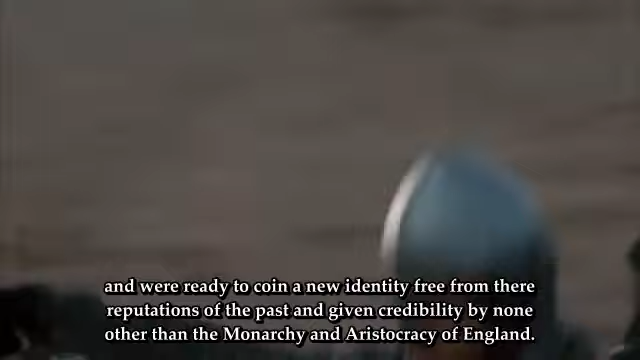 and were ready to coin a new identity free from there
reputations of the past and given credibility by none
other than the Monarchy and Aristocracy of England.